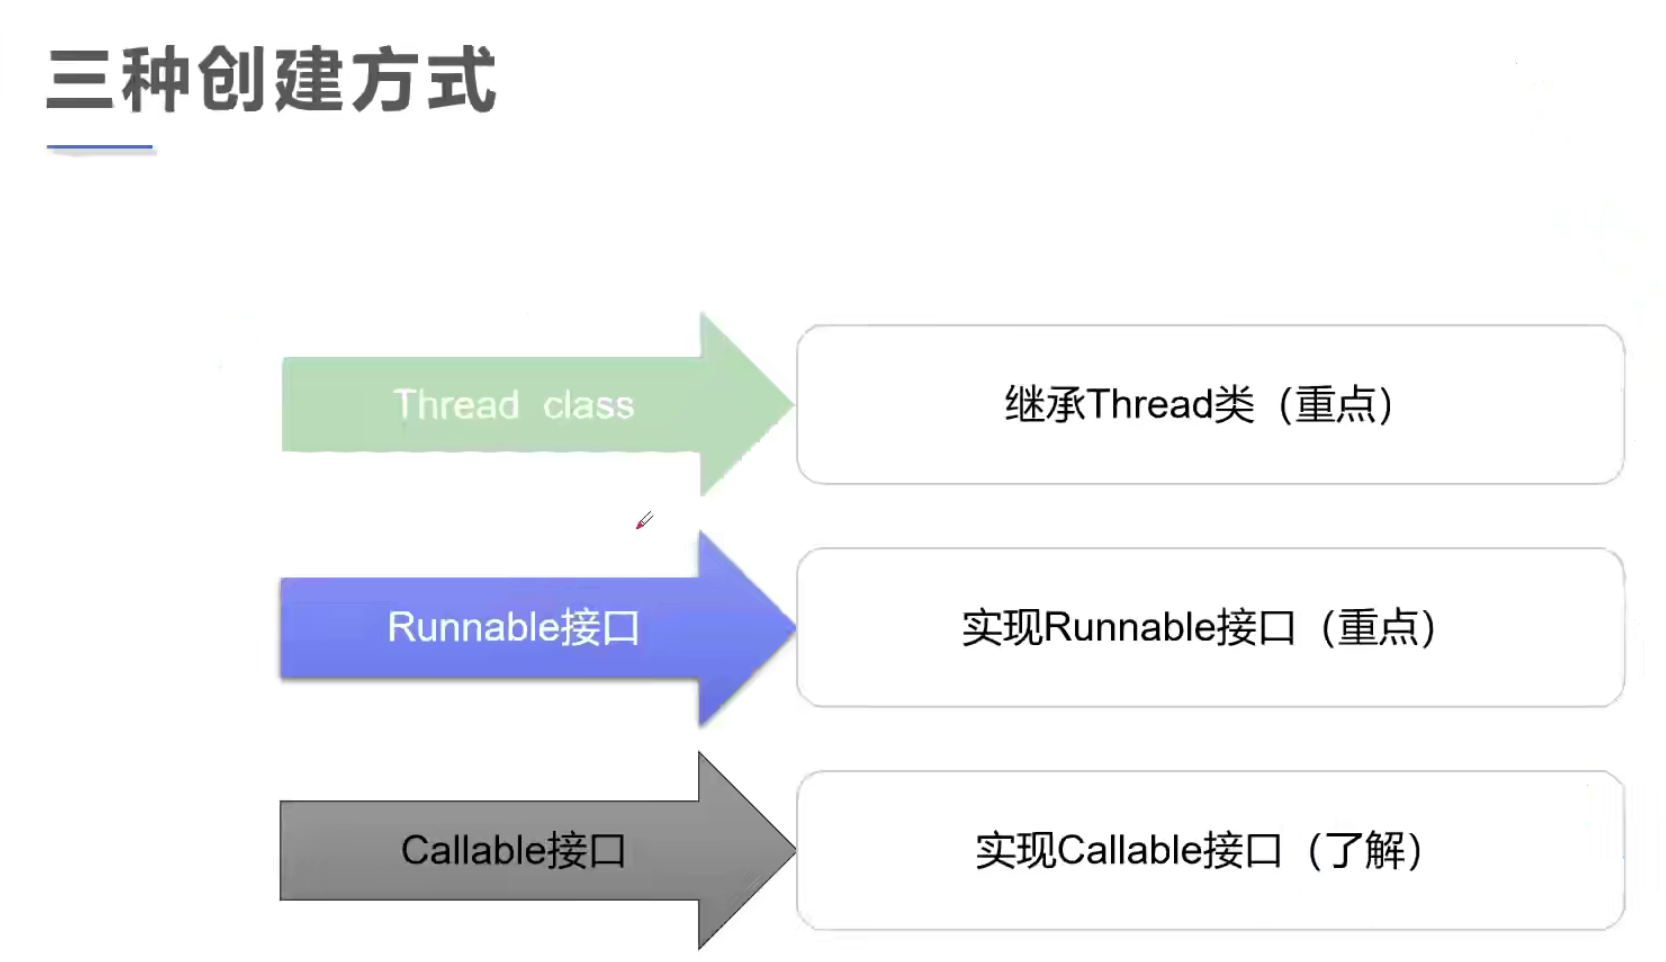 三种创建方式
Thread class
继承Thread类（重点）
Runnable接口
实现Runnable接口（重点）
Callable接口
实现Callable接口（了解）